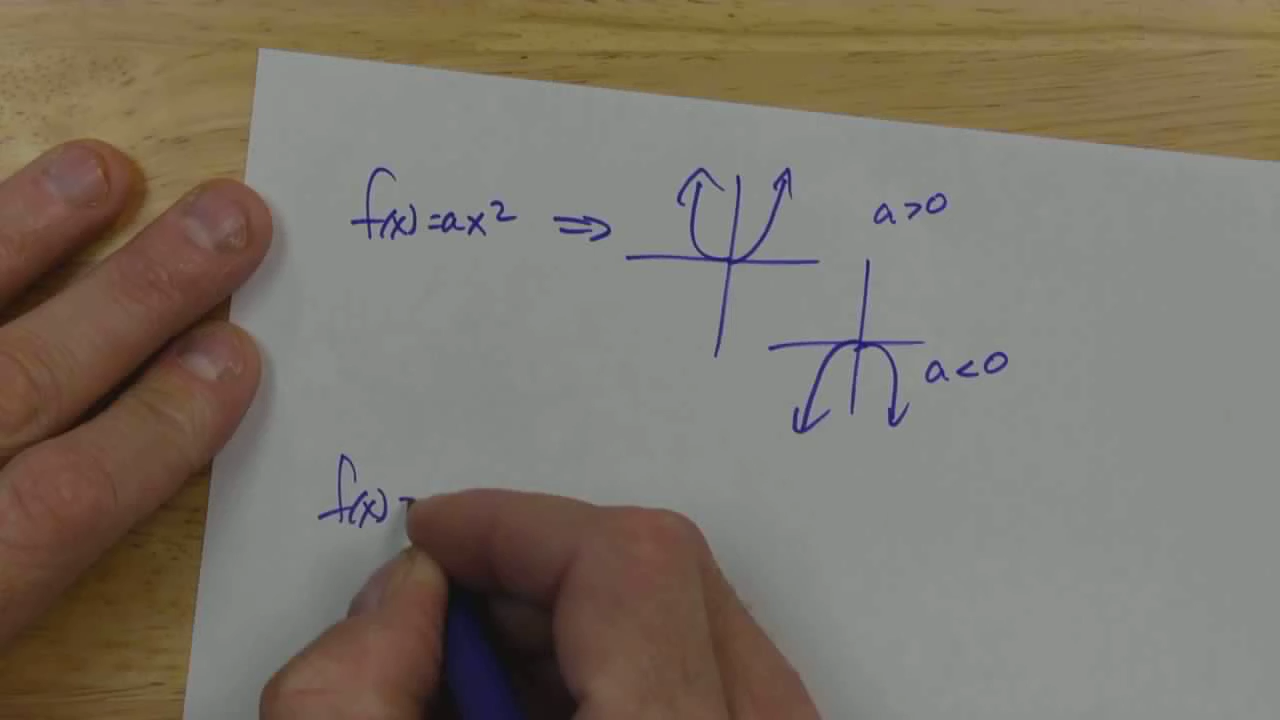 f(x)=ax² ⇒ a>0
a<0
f(x) =